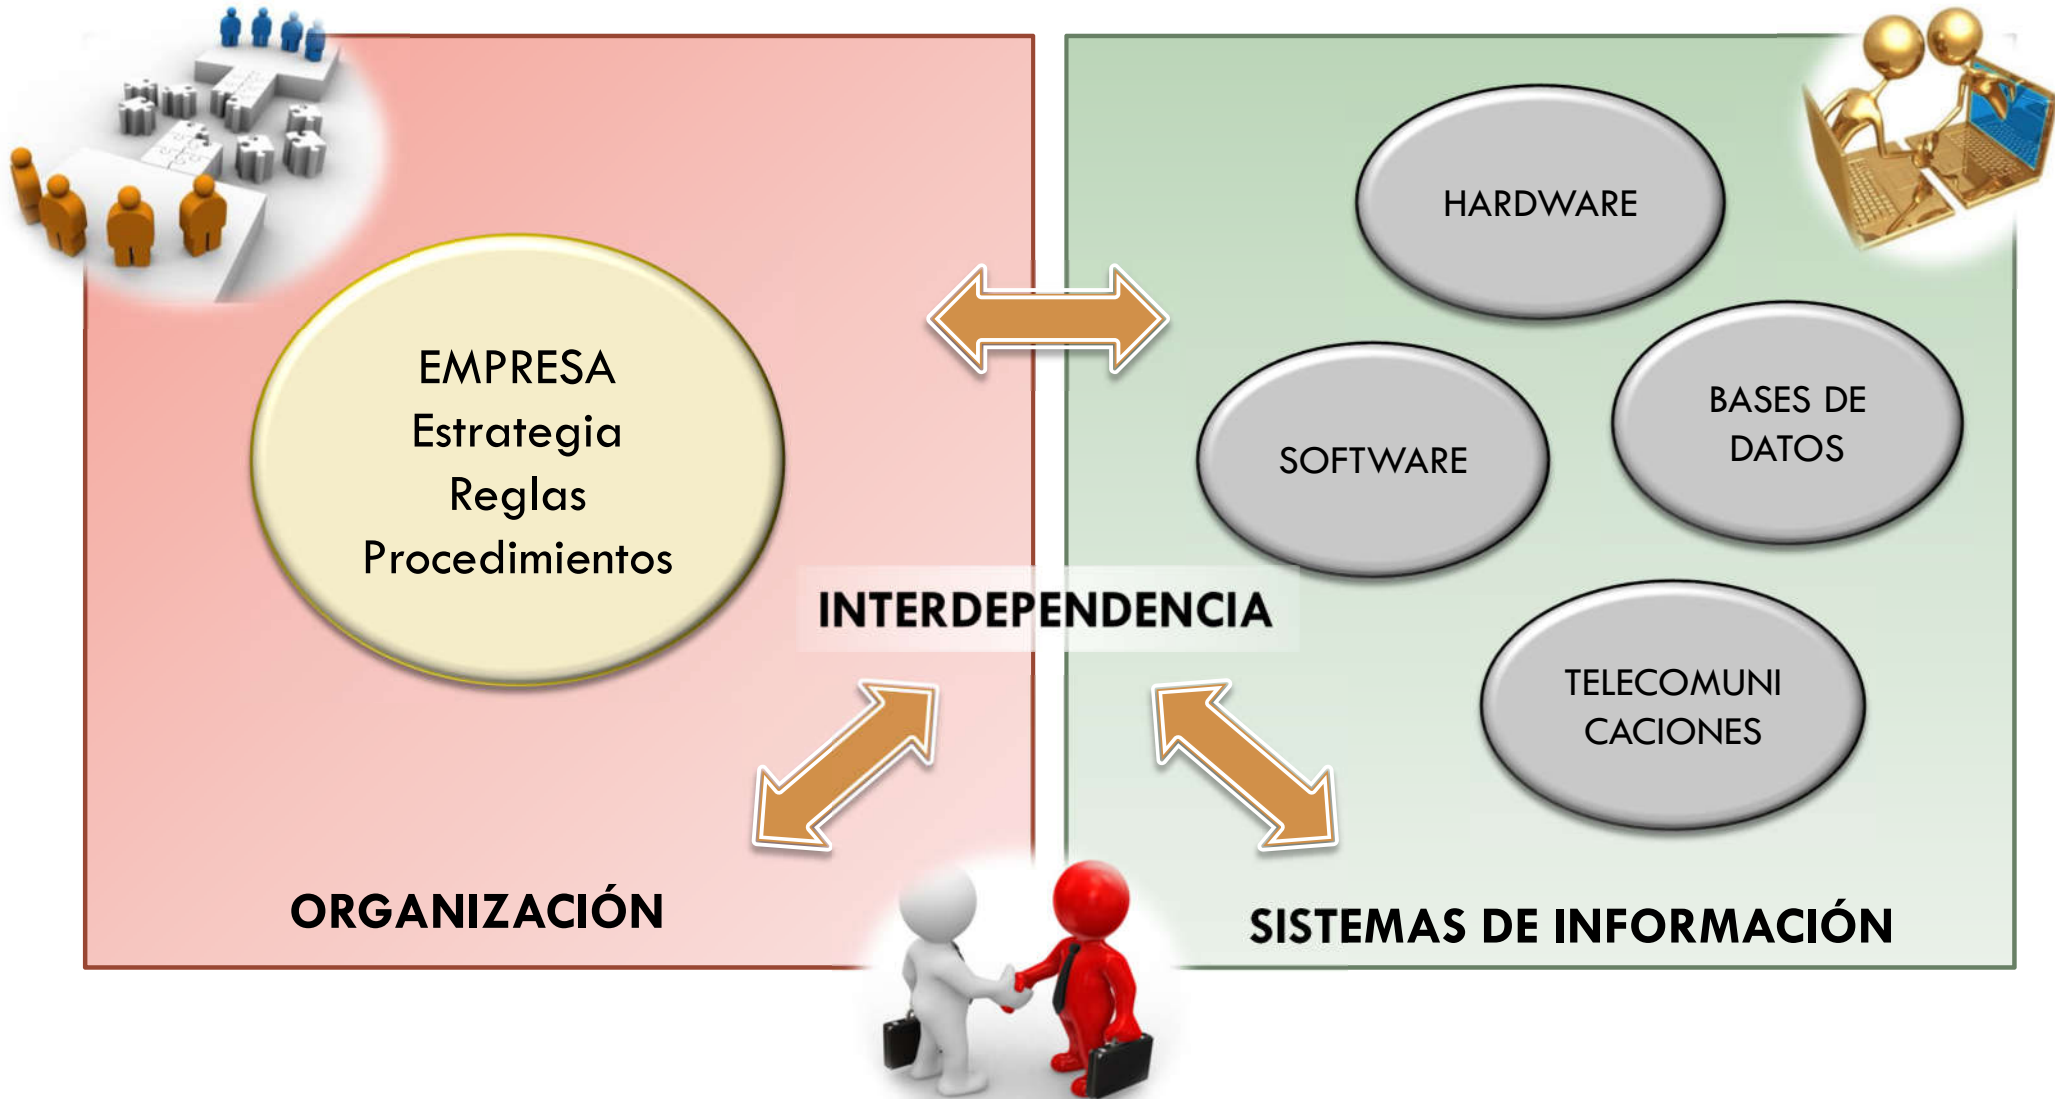 EMPRESA
Estrategia
Reglas
Procedimientos
ORGANIZACIÓN
INTERDEPENDENCIA
HARDWARE
SOFTWARE
BASES DE
DATOS
TELECOMUNI
CACIONES
SISTEMAS DE INFORMACIÓN